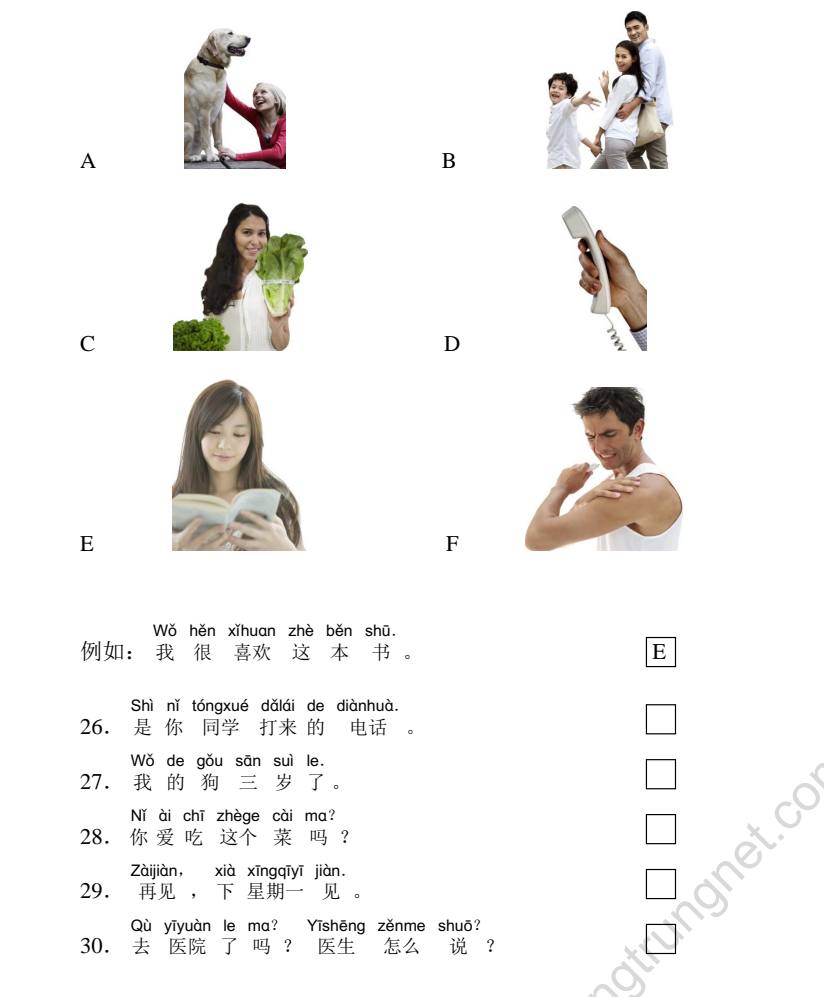 A
B
C
D
E
F
Wǒ hěn xǐhuan zhè běn shū.
例如: 我 很 喜欢 这 本 书 。
E
Shì nǐ tóngxué dǎlái de diànhuà.
26. 是 你 同学 打来 的 电话 。
Wǒ de gǒu sān suì le.
27. 我 的 狗 三 岁 了 。
Nǐ ài chī zhège cài ma?
28. 你 爱 吃 这个 菜 吗 ?
Zàijiàn, xià xīngqīyī jiàn.
29. 再见 , 下 星期一 见 。
Qù yīyuàn le ma? Yīshēng zěnme shuō?
30. 去 医院 了 吗 ? 医生 怎么 说 ?